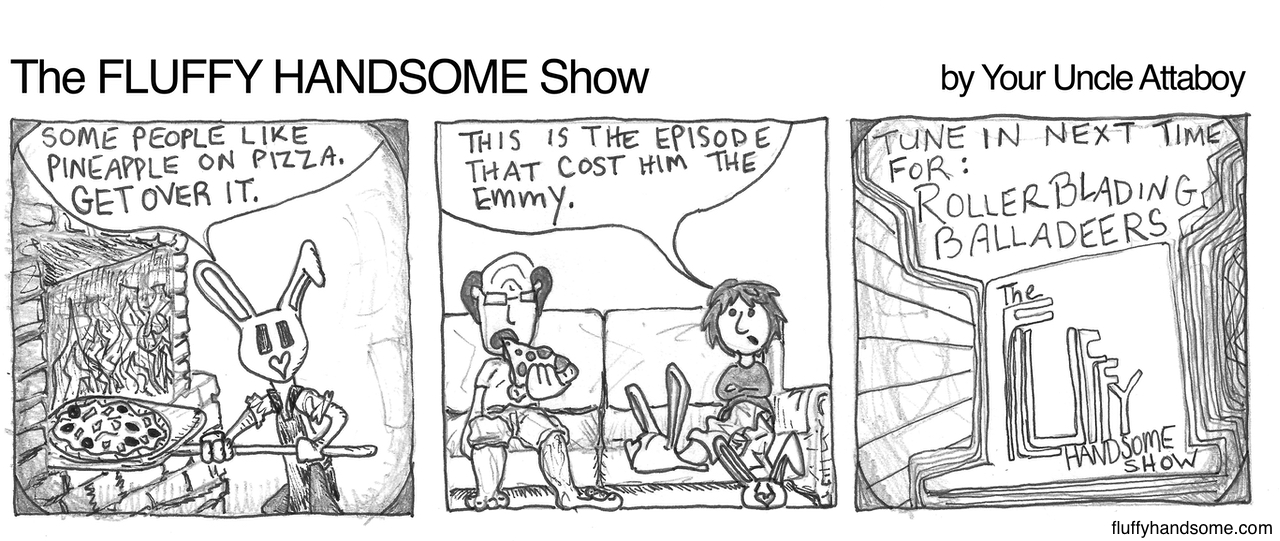 The FLUFFY HANDSOME Show
by Your Uncle Attaboy
SOME PEOPLE LIKE
PINEAPPLE ON PIZZA.
GET OVER IT.
THIS IS THE EPISODE
THAT COST HIM THE
EMMY.
TUNE IN NEXT TIME
FOR:
ROLLERBLADING
BALLADEERS
The
FLUFFY
HANDSOME
SHOW
fluffyhandsome.com